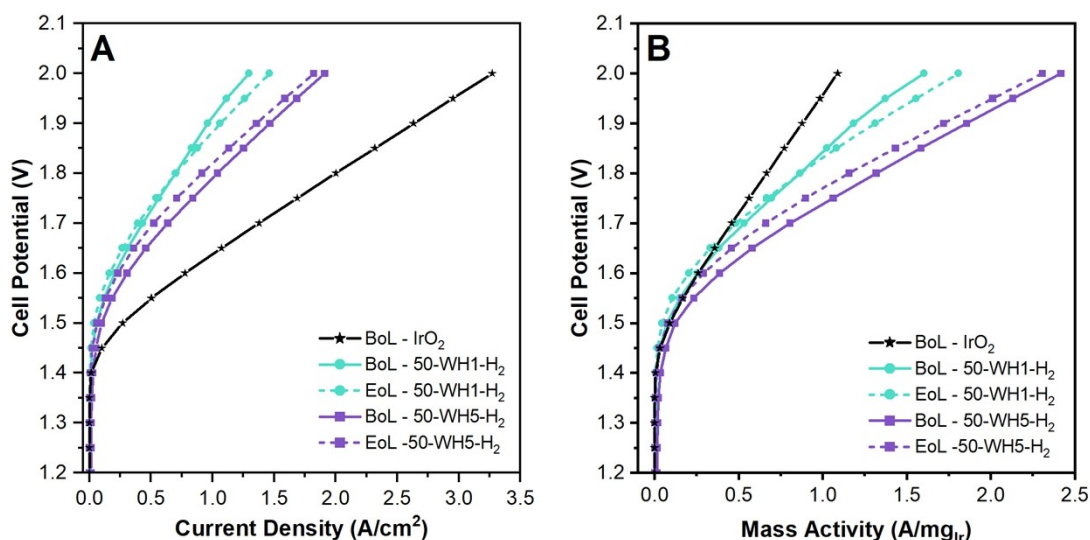 A
Cell Potential (V)
2.1
2.0
1.9
1.8
1.7
1.6
1.5
1.4
1.3
1.2
BoL - IrO₂
BoL - 50-WH1-H₂
EoL - 50-WH1-H₂
BoL - 50-WH5-H₂
EoL -50-WH5-H₂
0.0 0.5 1.0 1.5 2.0 2.5 3.0 3.5
Current Density (A/cm²)
B
Cell Potential (V)
2.1
2.0
1.9
1.8
1.7
1.6
1.5
1.4
1.3
1.2
BoL - IrO₂
BoL - 50-WH1-H₂
EoL - 50-WH1-H₂
BoL - 50-WH5-H₂
EoL -50-WH5-H₂
0.0 0.5 1.0 1.5 2.0 2.5
Mass Activity (A/mg_Ir)